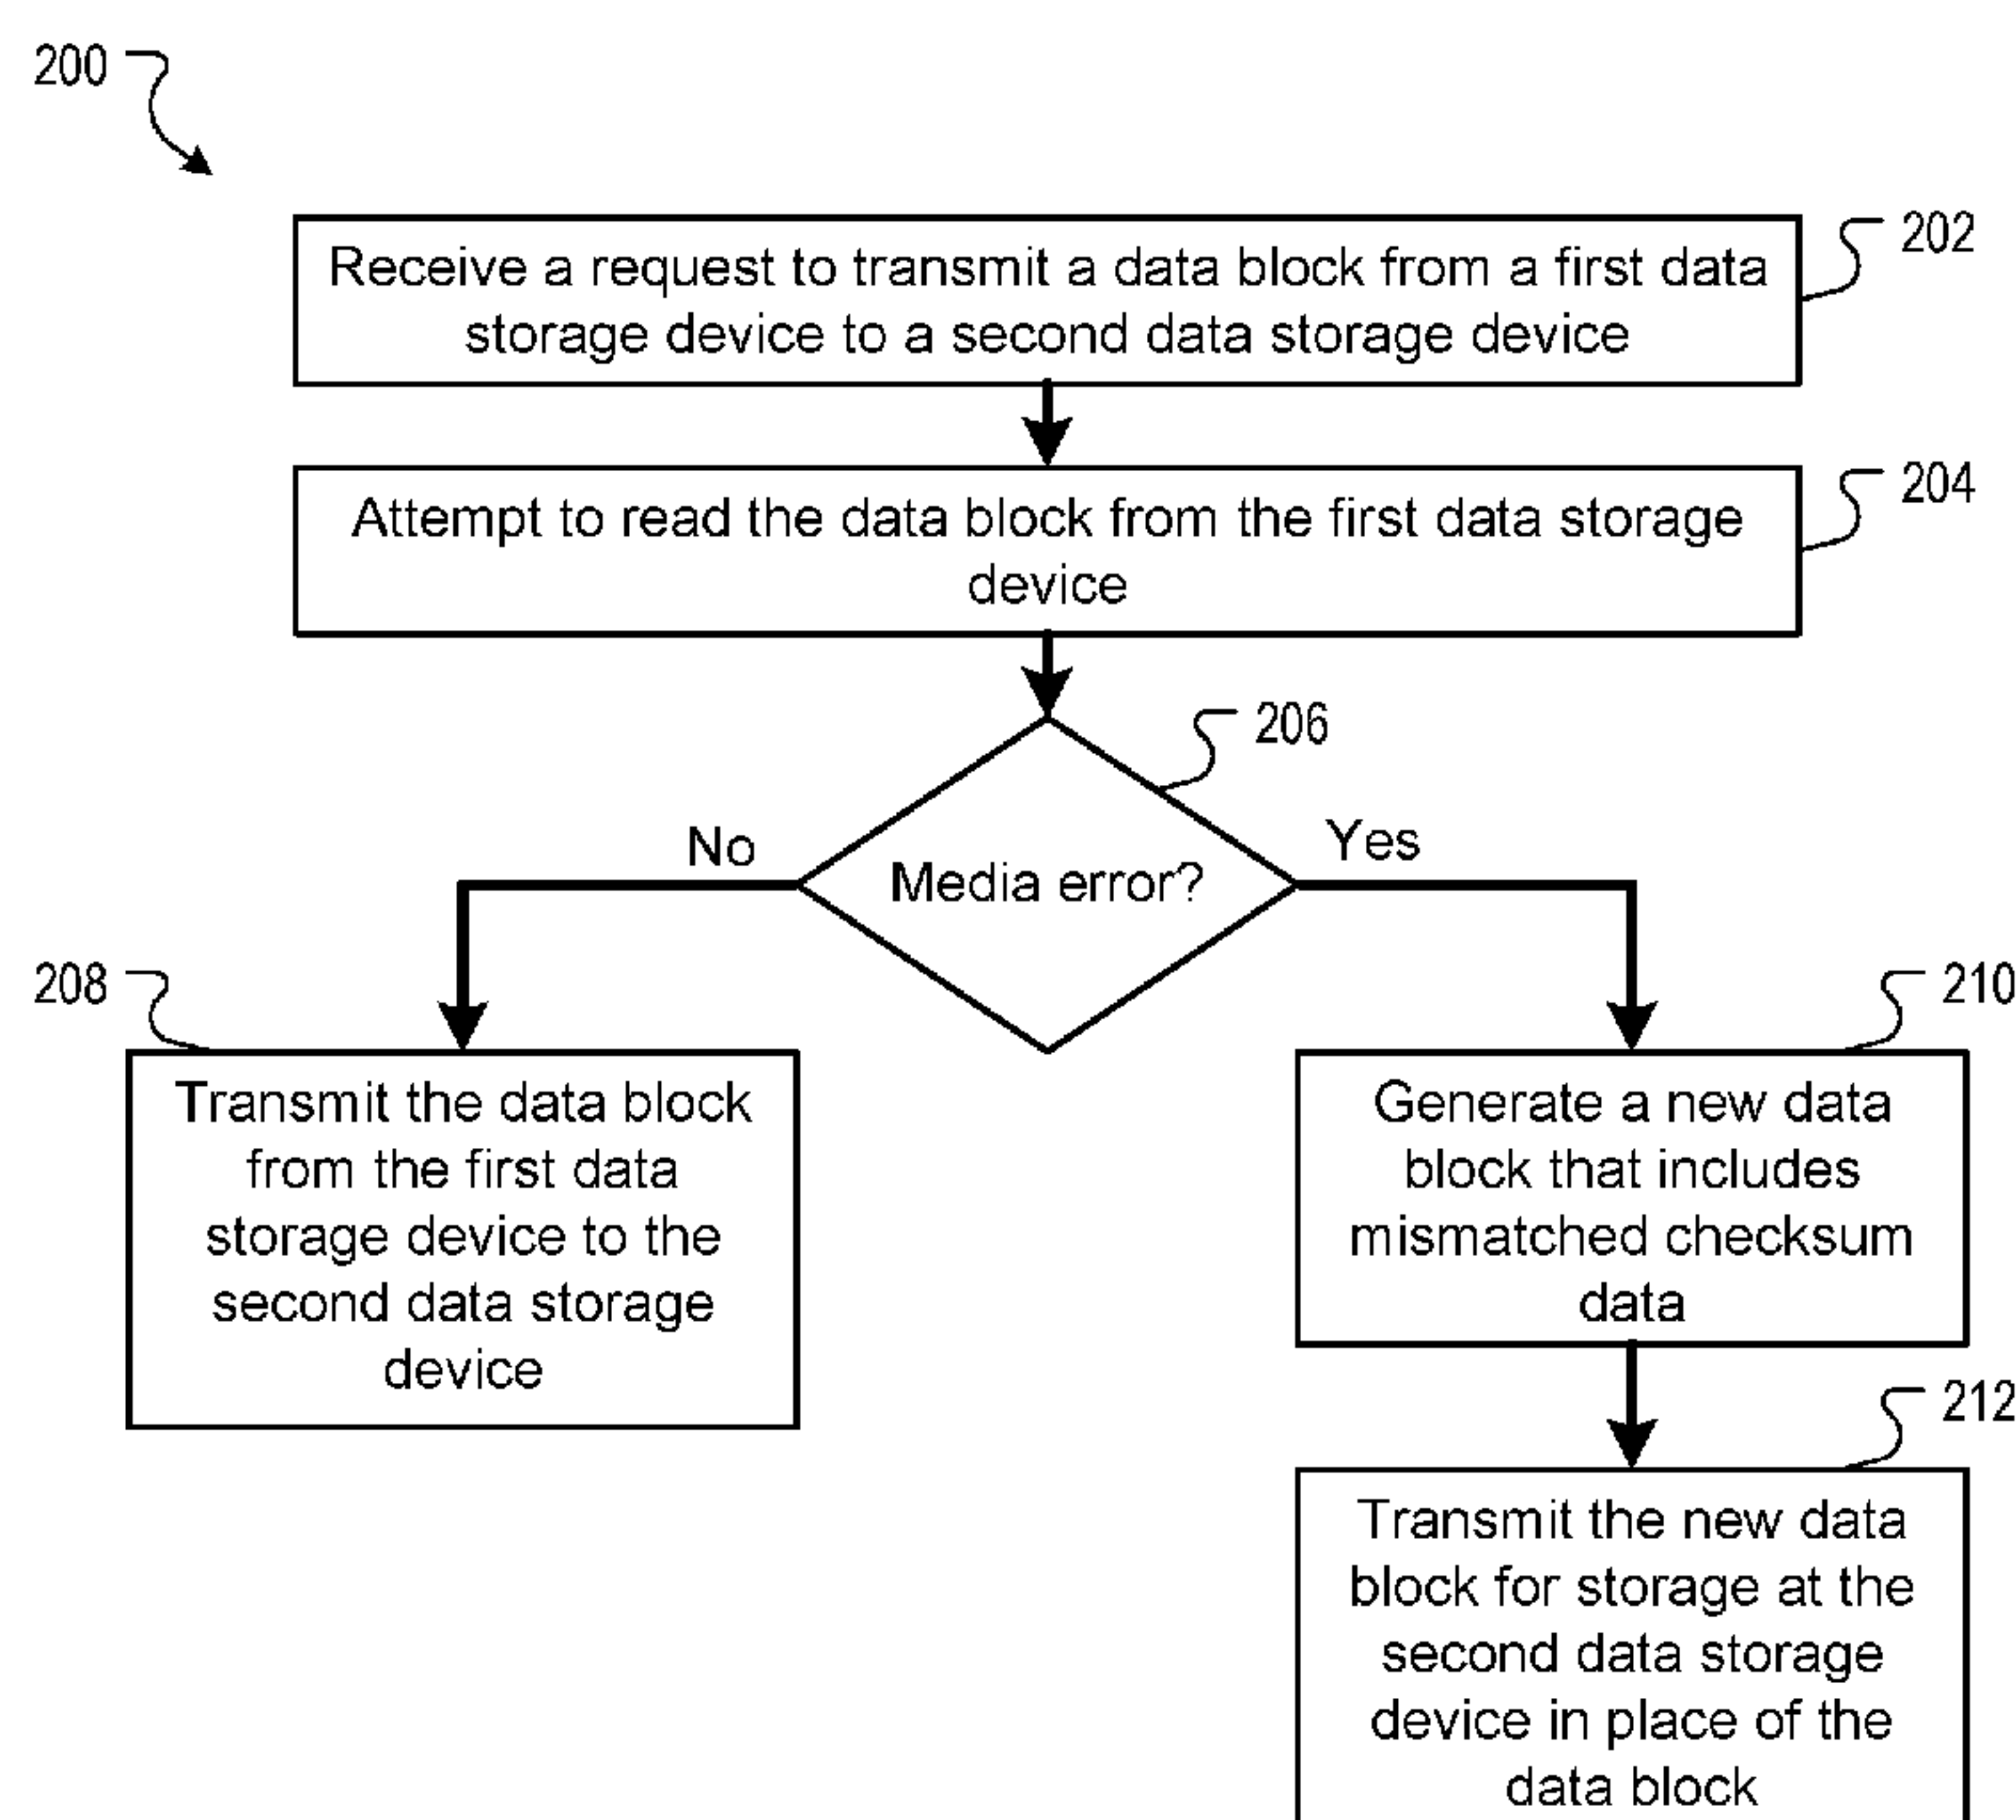 200
Receive a request to transmit a data block from a first data
storage device to a second data storage device
202
Attempt to read the data block from the first data storage
device
204
206
Media error?
No
Yes
208
Transmit the data block
from the first data
storage device to the
second data storage
device
210
Generate a new data
block that includes
mismatched checksum
data
212
Transmit the new data
block for storage at the
second data storage
device in place of the
data block